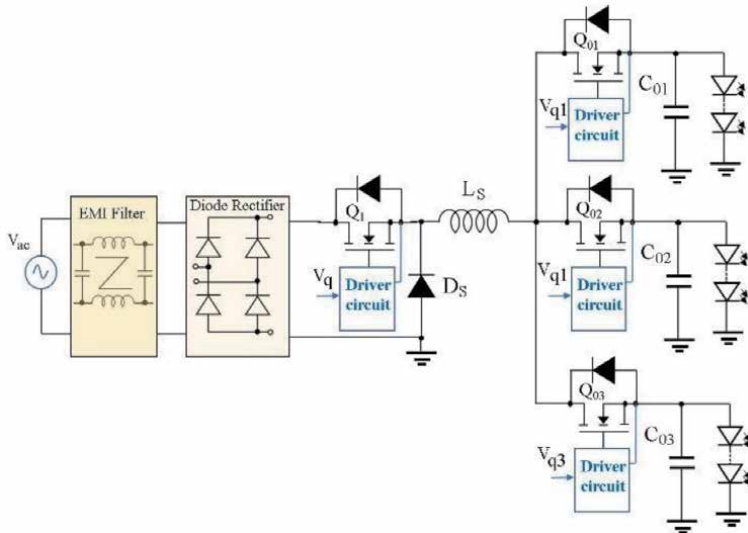 EMI Filter
Diode Rectifier
Vac
Q1
Vq
Driver
circuit
DS
LS
Q01
Vq1
Driver
circuit
C01
Q02
Vq1
Driver
circuit
C02
Q03
Vq3
Driver
circuit
C03